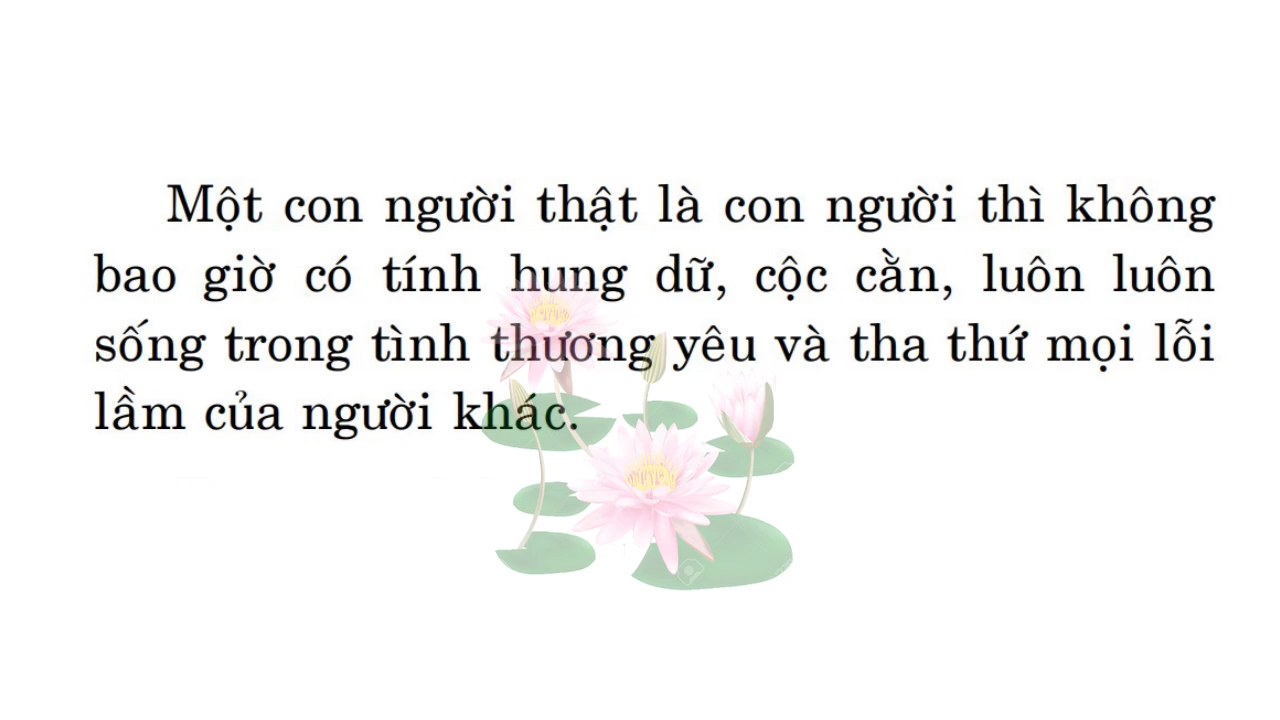 Một con người thật là con người thì không
bao giờ có tính hung dữ, cộc cằn, luôn luôn
sống trong tình thương yêu và tha thứ mọi lỗi
lầm của người khác.